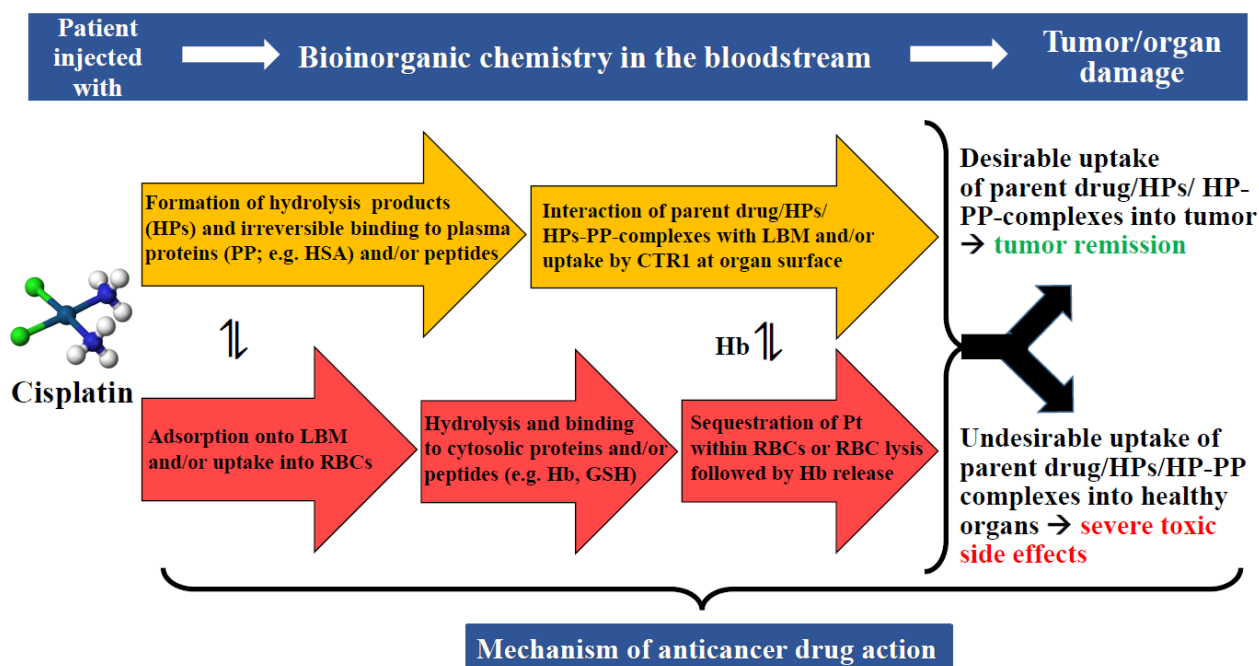 Patient
injected
with
Bioinorganic chemistry in the bloodstream
Tumor/organ
damage
Formation of hydrolysis products
(HPs) and irreversible binding to plasma
proteins (PP; e.g. HSA) and/or peptides
Interaction of parent drug/HPs/
HPs-PP-complexes with LBM and/or
uptake by CTR1 at organ surface
Desirable uptake
of parent drug/HPs/ HP-
PP-complexes into tumor
→ tumor remission
Cisplatin
⇌
Hb ⇌
Adsorption onto LBM
and/or uptake into RBCs
Hydrolysis and binding
to cytosolic proteins and/or
peptides (e.g. Hb, GSH)
Sequestration of Pt
within RBCs or RBC lysis
followed by Hb release
Undesirable uptake of
parent drug/HPs/HP-PP
complexes into healthy
organs → severe toxic
side effects
Mechanism of anticancer drug action